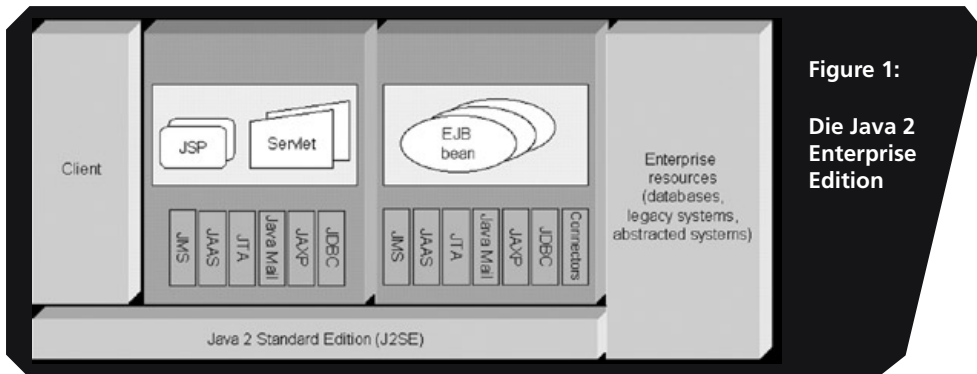 Client
JSP
Servlet
JMS
JAAS
JTA
Java Mail
JAXP
JDBC
EJB
bean
JMS
JAAS
JTA
Java Mail
JAXP
JDBC
Connectors
Enterprise
resources
(databases,
legacy systems,
abstracted systems)
Java 2 Standard Edition (J2SE)
Figure 1:
Die Java 2
Enterprise
Edition